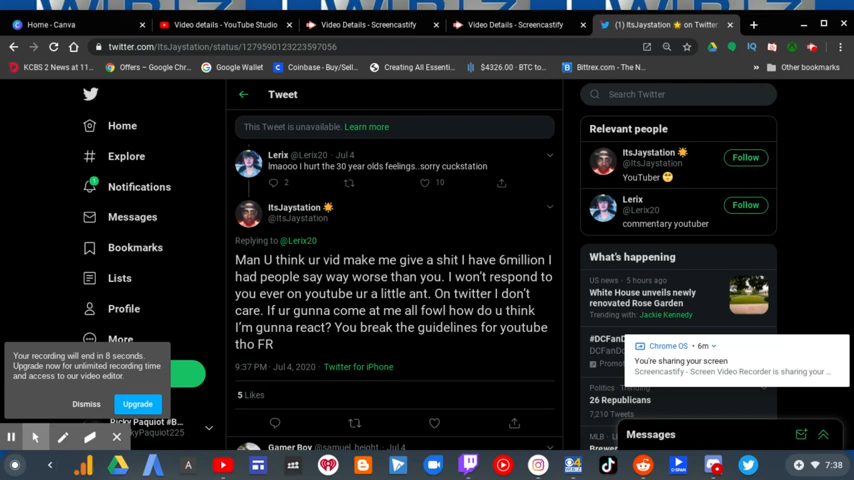 Home - Canva
Video details - YouTube Studio
Video Details - Screencastify
Video Details - Screencastify
(1) ItsJaystation ☀ on Twitter
twitter.com/ItsJaystation/status/1279590123223597056
KCBS 2 News at 11...
Offers – Google Chr...
Google Wallet
Coinbase - Buy/Sell...
Creating All Essenti...
$4326.00 - BTC to...
Bittrex.com - The N...
Other bookmarks
Home
Explore
1
Notifications
Messages
Bookmarks
Lists
Profile
More
Your recording will end in 8 seconds.
Upgrade now for unlimited recording time
and access to our video editor.
Dismiss
Upgrade
Ricky Paquiot #B...
Tweet
This Tweet is unavailable. Learn more
Lerix @Lerix20 · Jul 4
lmaooo I hurt the 30 year olds feelings..sorry cuckstation
2
10
ItsJaystation ☀
@ItsJaystation
Replying to @Lerix20
Man U think ur vid make me give a shit I have 6million I
had people say way worse than you. I won't respond to
you ever on youtube ur a little ant. On twitter I don't
care. If ur gunna come at me all fowl how do u think
I'm gunna react? You break the guidelines for youtube
tho FR
9:37 PM · Jul 4, 2020 · Twitter for iPhone
5 Likes
Gamer Boy @samuel_height · Jul 4
Search Twitter
Relevant people
ItsJaystation ☀
@ItsJaystation
Follow
YouTuber
Lerix
@Lerix20
Follow
commentary youtuber
What's happening
US news · 5 hours ago
White House unveils newly
renovated Rose Garden
Trending with: Jackie Kennedy
Chrome OS • 6m
You're sharing your screen
Screencastify - Screen Video Recorder is sharing your ...
Politics · Trending
26 Republicans
7,210 Tweets
Messages
7:38